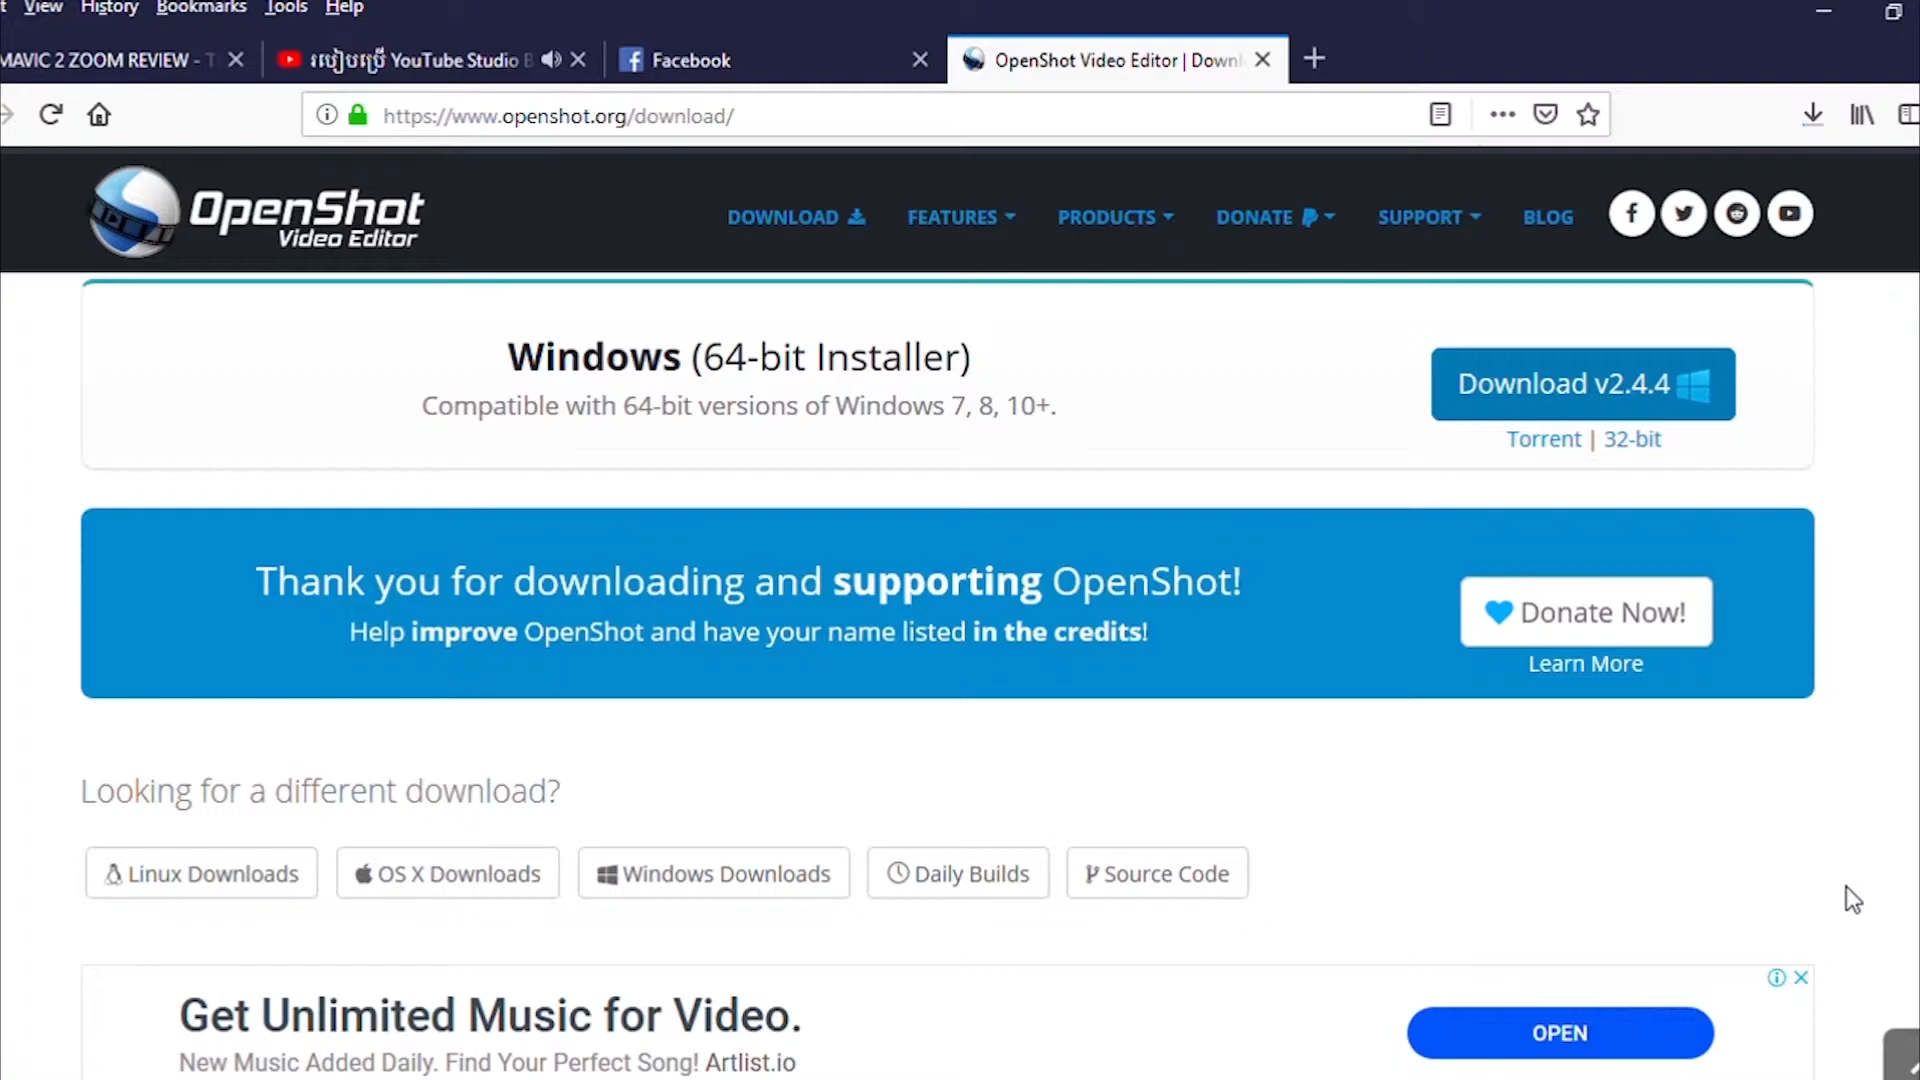 View History Bookmarks Tools Help
MAVIC 2 ZOOM REVIEW -
របៀបប្រើ YouTube Studio
Facebook
OpenShot Video Editor | Downl
https://www.openshot.org/download/
OpenShot
Video Editor
DOWNLOAD FEATURES PRODUCTS DONATE SUPPORT BLOG
Windows (64-bit Installer)
Compatible with 64-bit versions of Windows 7, 8, 10+.
Download v2.4.4
Torrent | 32-bit
Thank you for downloading and supporting OpenShot!
Help improve OpenShot and have your name listed in the credits!
Donate Now!
Learn More
Looking for a different download?
Linux Downloads OS X Downloads Windows Downloads Daily Builds Source Code
Get Unlimited Music for Video.
New Music Added Daily. Find Your Perfect Song! Artlist.io
OPEN